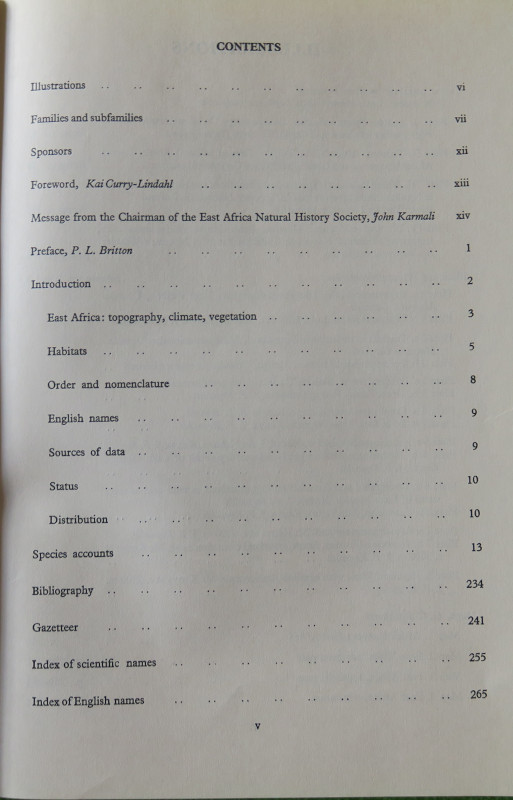 CONTENTS
Illustrations .. .. .. .. .. .. .. .. .. .. .. vi
Families and subfamilies .. .. .. .. .. .. .. .. .. vii
Sponsors .. .. .. .. .. .. .. .. .. .. .. xii
Foreword, Kai Curry-Lindahl .. .. .. .. .. .. .. .. xiii
Message from the Chairman of the East Africa Natural History Society, John Karmali xiv
Preface, P. L. Britton .. .. .. .. .. .. .. .. .. 1
Introduction .. .. .. .. .. .. .. .. .. .. .. 2
East Africa: topography, climate, vegetation .. .. .. .. .. .. 3
Habitats .. .. .. .. .. .. .. .. .. .. .. 5
Order and nomenclature .. .. .. .. .. .. .. .. 8
English names .. .. .. .. .. .. .. .. .. .. 9
Sources of data .. .. .. .. .. .. .. .. .. .. 9
Status .. .. .. .. .. .. .. .. .. .. .. 10
Distribution .. .. .. .. .. .. .. .. .. .. .. 10
Species accounts .. .. .. .. .. .. .. .. .. .. 13
Bibliography .. .. .. .. .. .. .. .. .. .. .. 234
Gazetteer .. .. .. .. .. .. .. .. .. .. .. 241
Index of scientific names .. .. .. .. .. .. .. .. .. 255
Index of English names .. .. .. .. .. .. .. .. .. 265
v